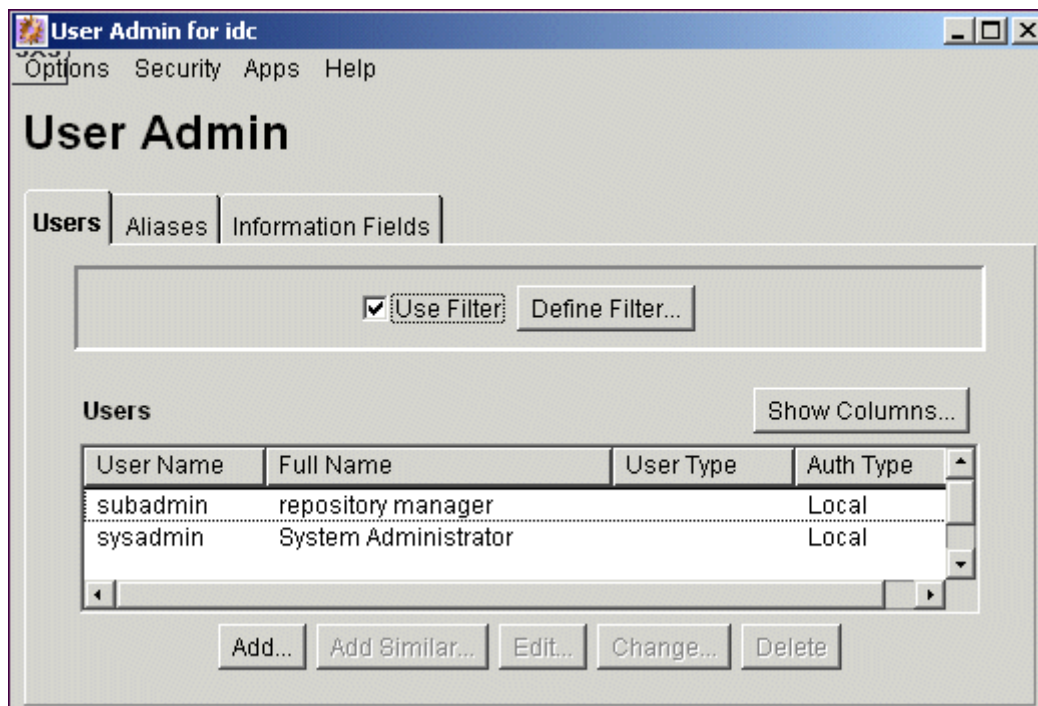 User Admin for idc
Options Security Apps Help
User Admin
Users Aliases Information Fields
Use Filter Define Filter...
Users Show Columns...
User Name Full Name User Type Auth Type
subadmin repository manager Local
sysadmin System Administrator Local
Add... Add Similar... Edit... Change... Delete